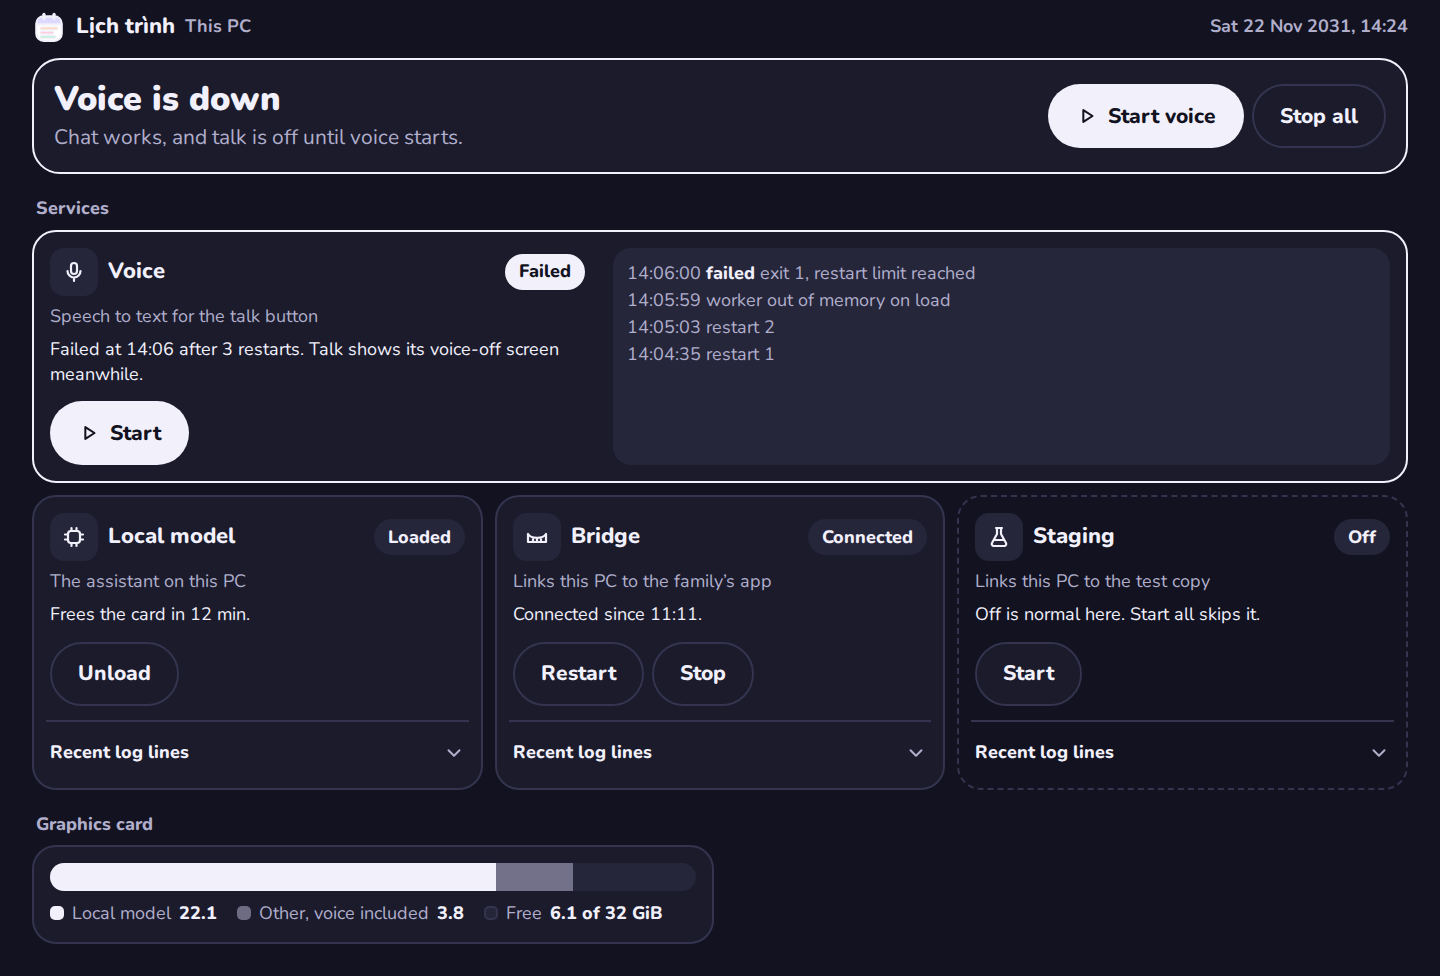 Lịch trình This PC
Sat 22 Nov 2031, 14:24
Voice is down
Chat works, and talk is off until voice starts.
Start voice
Stop all
Services
Voice
Failed
Speech to text for the talk button
Failed at 14:06 after 3 restarts. Talk shows its voice-off screen
meanwhile.
Start
14:06:00 failed exit 1, restart limit reached
14:05:59 worker out of memory on load
14:05:03 restart 2
14:04:35 restart 1
Local model
Loaded
The assistant on this PC
Frees the card in 12 min.
Unload
Recent log lines
Bridge
Connected
Links this PC to the family’s app
Connected since 11:11.
Restart
Stop
Recent log lines
Staging
Off
Links this PC to the test copy
Off is normal here. Start all skips it.
Start
Recent log lines
Graphics card
Local model 22.1
Other, voice included 3.8
Free 6.1 of 32 GiB